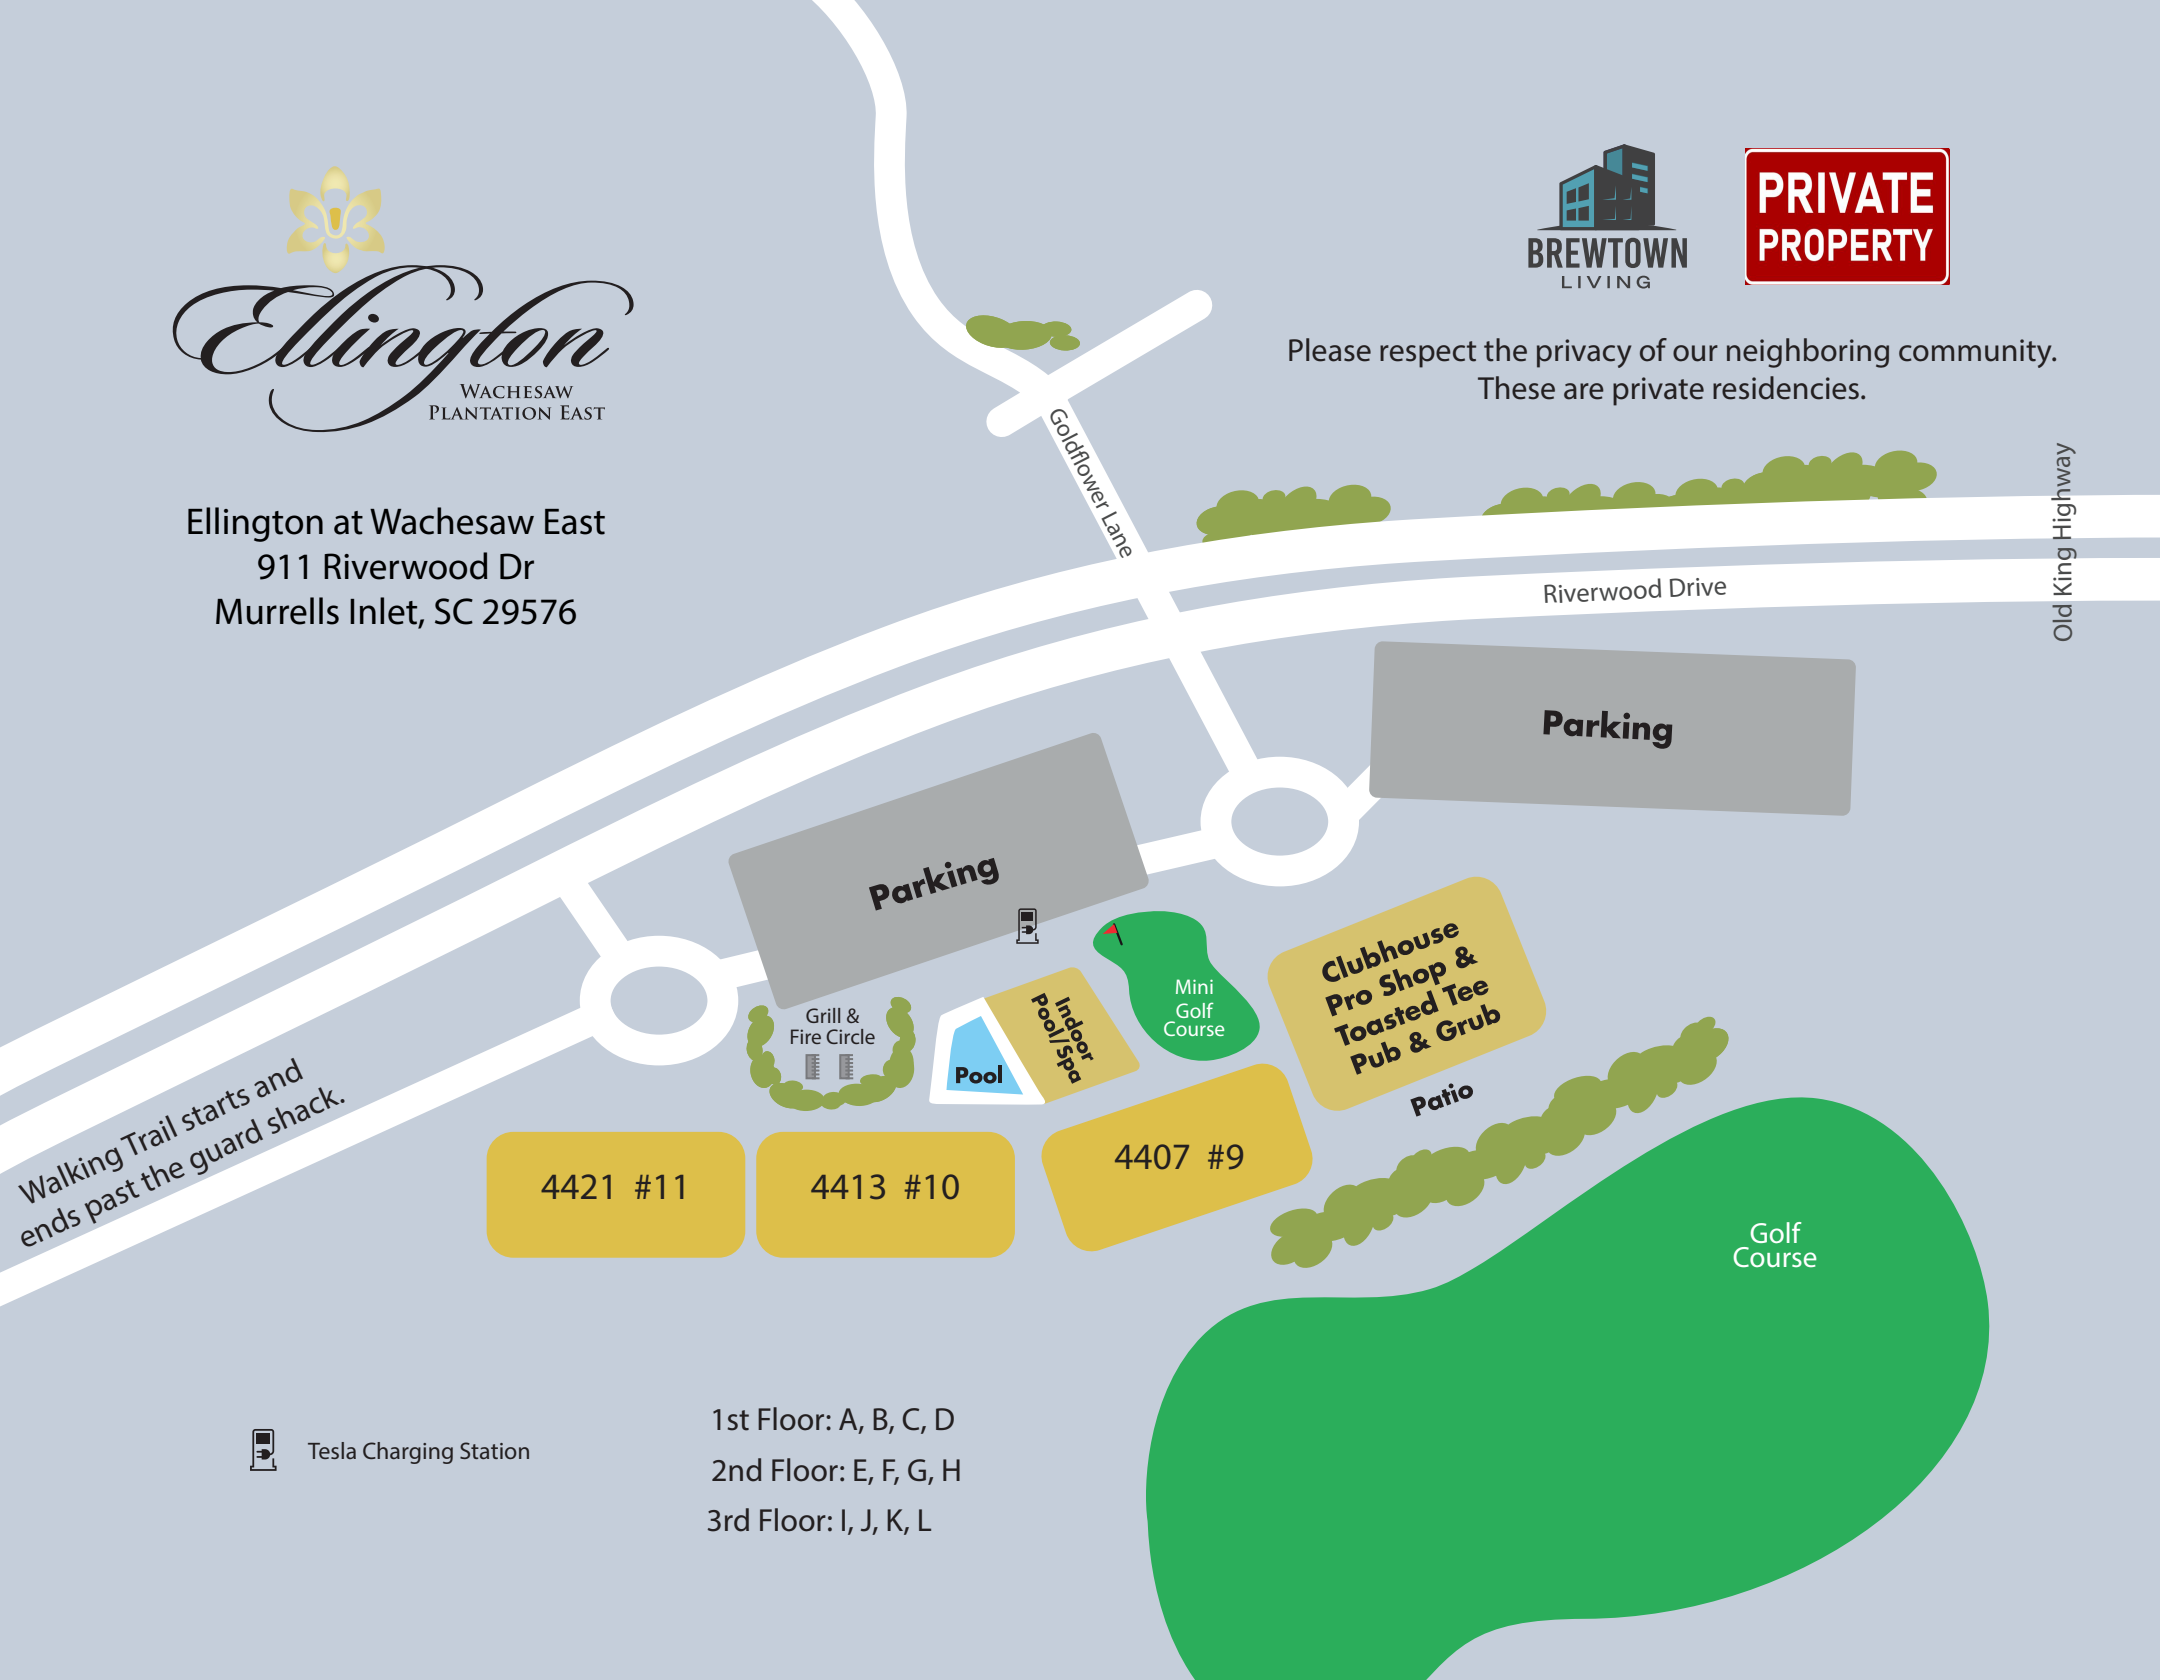 Ellington
Wachesaw
Plantation East
Ellington at Wachesaw East
911 Riverwood Dr
Murrells Inlet, SC 29576
BREWTOWN
LIVING
PRIVATE
PROPERTY
Please respect the privacy of our neighboring community.
These are private residencies.
Goldflower Lane
Old King Highway
Riverwood Drive
Parking
Parking
Clubhouse
Pro Shop &
Toasted Tee
Pub & Grub
Patio
Mini
Golf
Course
Indoor
Pool/Spa
Pool
Grill &
Fire Circle
Walking Trail starts and
ends past the guard shack.
4421 #11
4413 #10
4407 #9
Golf
Course
Tesla Charging Station
1st Floor: A, B, C, D
2nd Floor: E, F, G, H
3rd Floor: I, J, K, L